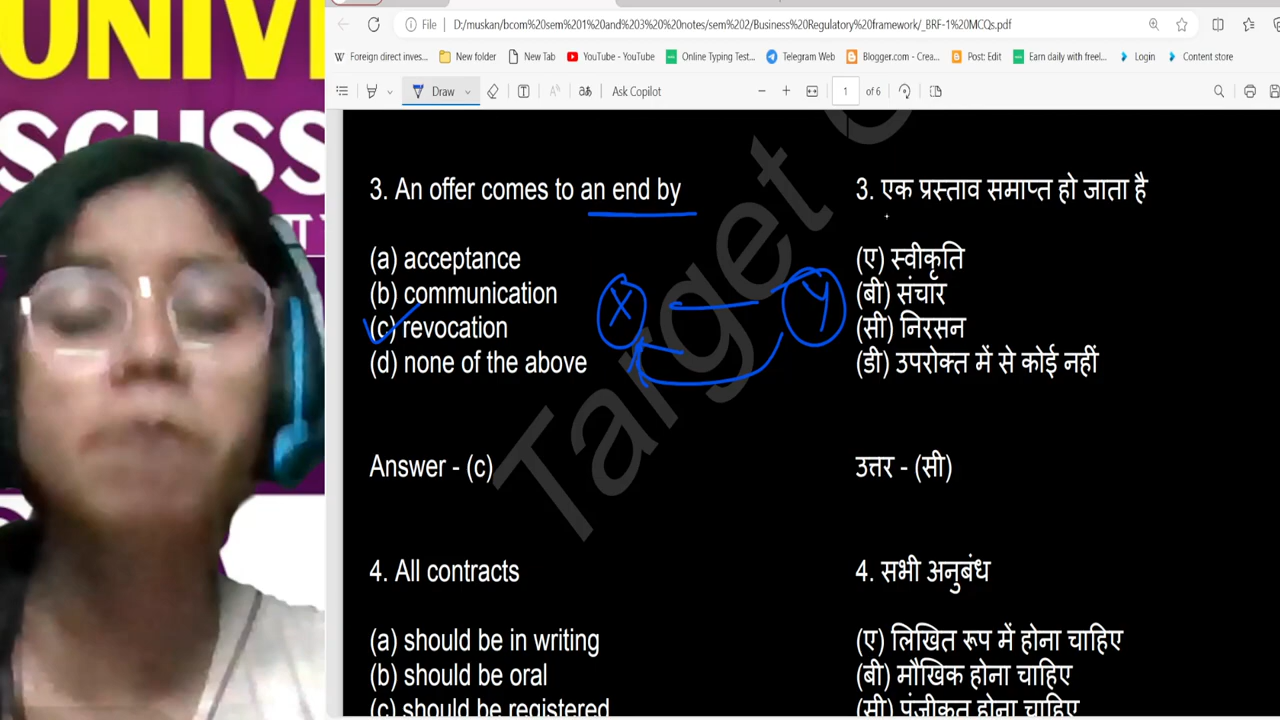 UNIV
SCUSS
File D:/muskan/bcom%20sem%201%20and%203%20%20notes/sem%202/Business%20Regulatory%20framework/_BRF-1%20MCQs.pdf
Foreign direct inves... New folder New Tab YouTube - YouTube Online Typing Test... Telegram Web Blogger.com - Crea... Post: Edit Earn daily with freel... Login Content store
Draw Ask Copilot 1 of 6
3. An offer comes to an end by
(a) acceptance
(b) communication
(c) revocation
(d) none of the above
X Y
Answer - (c)
4. All contracts
(a) should be in writing
(b) should be oral
(c) should be registered
3. एक प्रस्ताव समाप्त हो जाता है
(ए) स्वीकृति
(बी) संचार
(सी) निरसन
(डी) उपरोक्त में से कोई नहीं
उत्तर - (सी)
4. सभी अनुबंध
(ए) लिखित रूप में होना चाहिए
(बी) मौखिक होना चाहिए
(सी) पंजीकृत होना चाहिए
Target